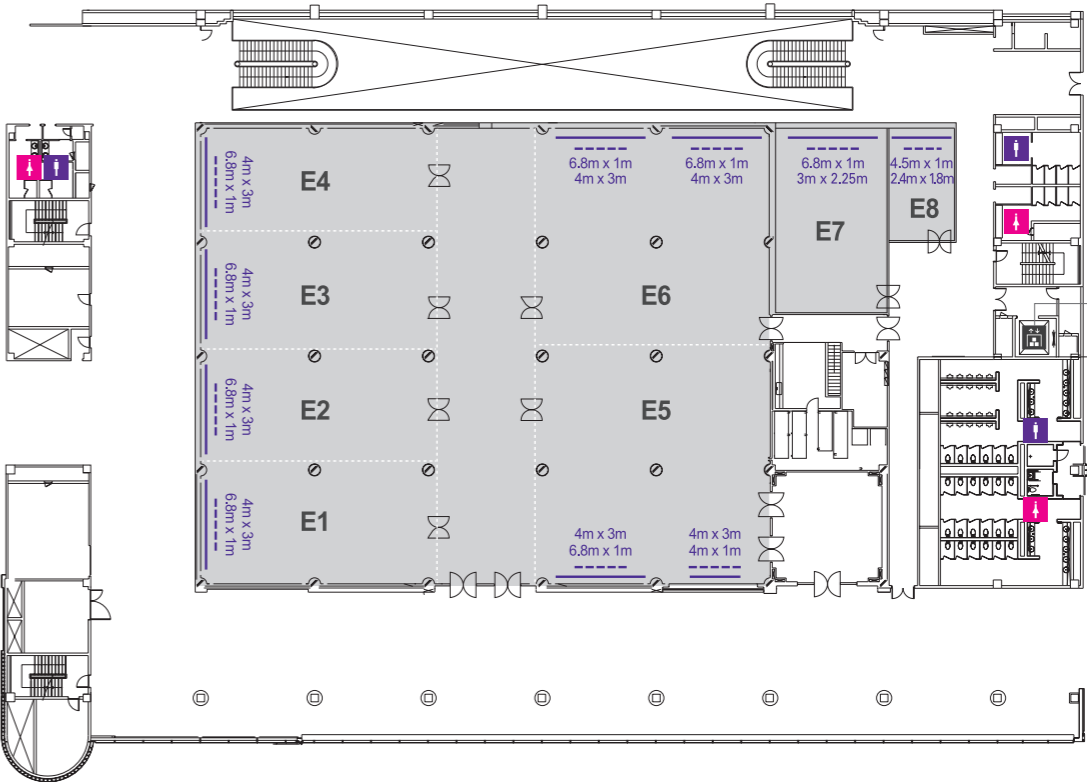 6.8m x 1m
4m x 3m
6.8m x 1m
4m x 3m
6.8m x 1m
3m x 2.25m
4.5m x 1m
2.4m x 1.8m
4m x 3m
6.8m x 1m
E4
E7
E8
4m x 3m
6.8m x 1m
E3
E6
4m x 3m
6.8m x 1m
E2
E5
4m x 3m
6.8m x 1m
E1
4m x 3m
6.8m x 1m
4m x 3m
4m x 1m